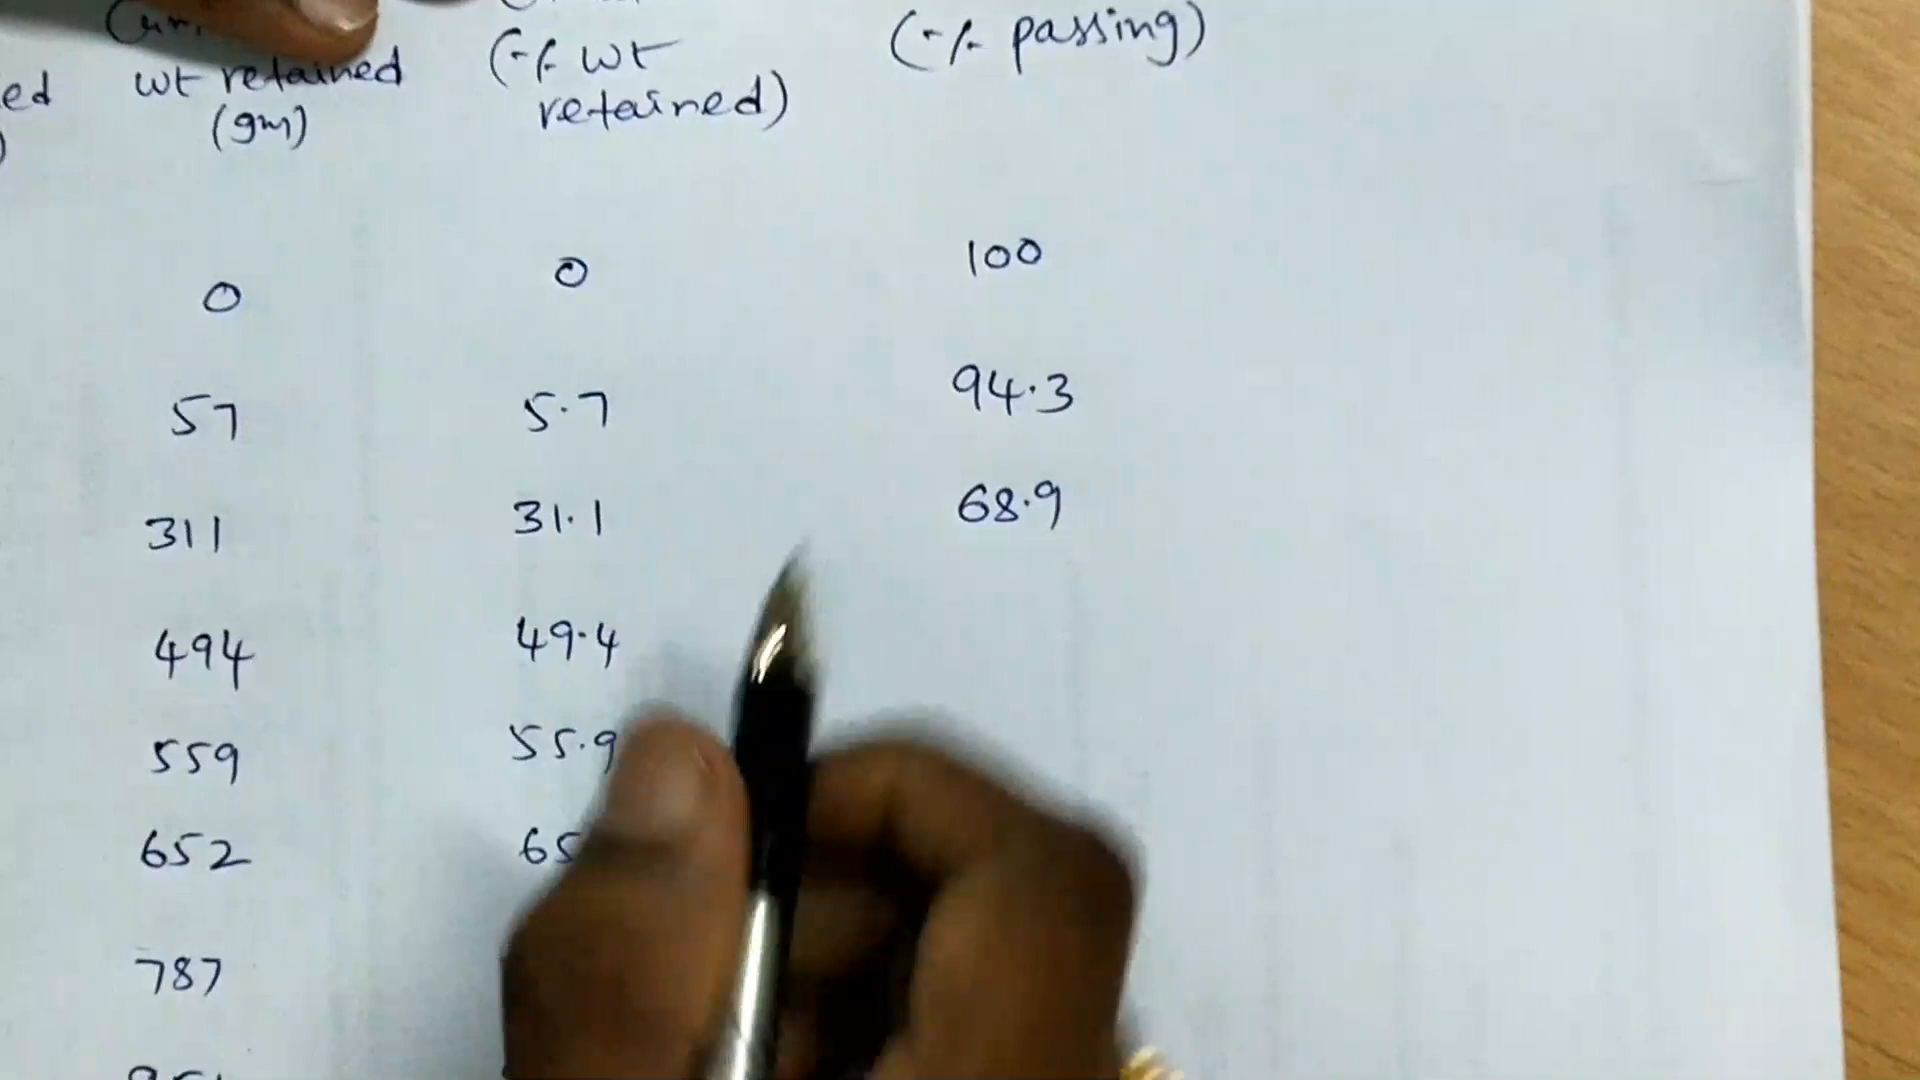 ed
wt retained
(gm)
(-/- wt
retained)
(-/- passing)
0 0 100
57 5.7 94.3
311 31.1 68.9
494 49.4
559 55.9
652 65
787